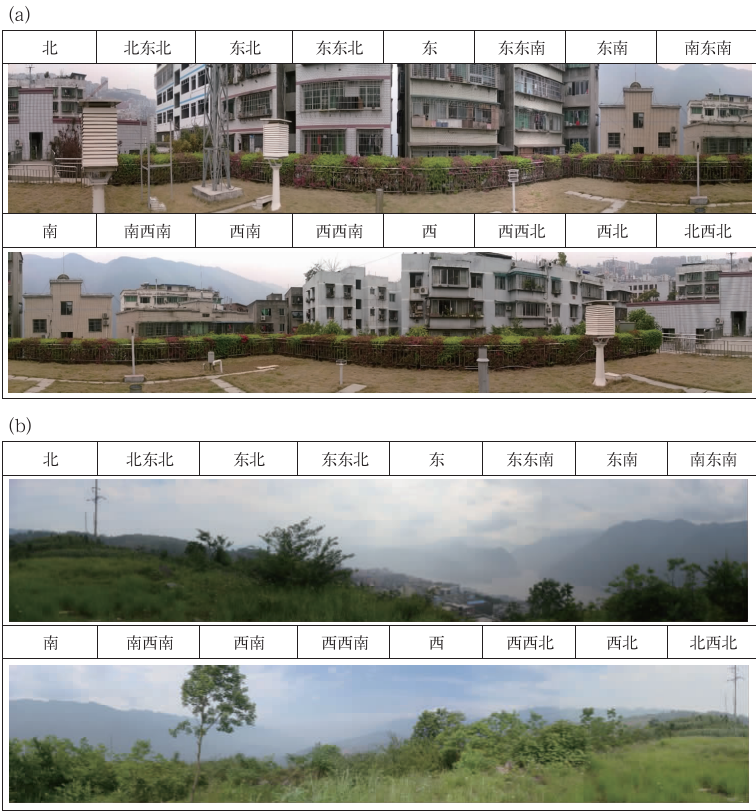 (a)
北 北东北 东北 东东北 东 东东南 东南 南东南
南 南西南 西南 西西南 西 西西北 西北 北西北
(b)
北 北东北 东北 东东北 东 东东南 东南 南东南
南 南西南 西南 西西南 西 西西北 西北 北西北